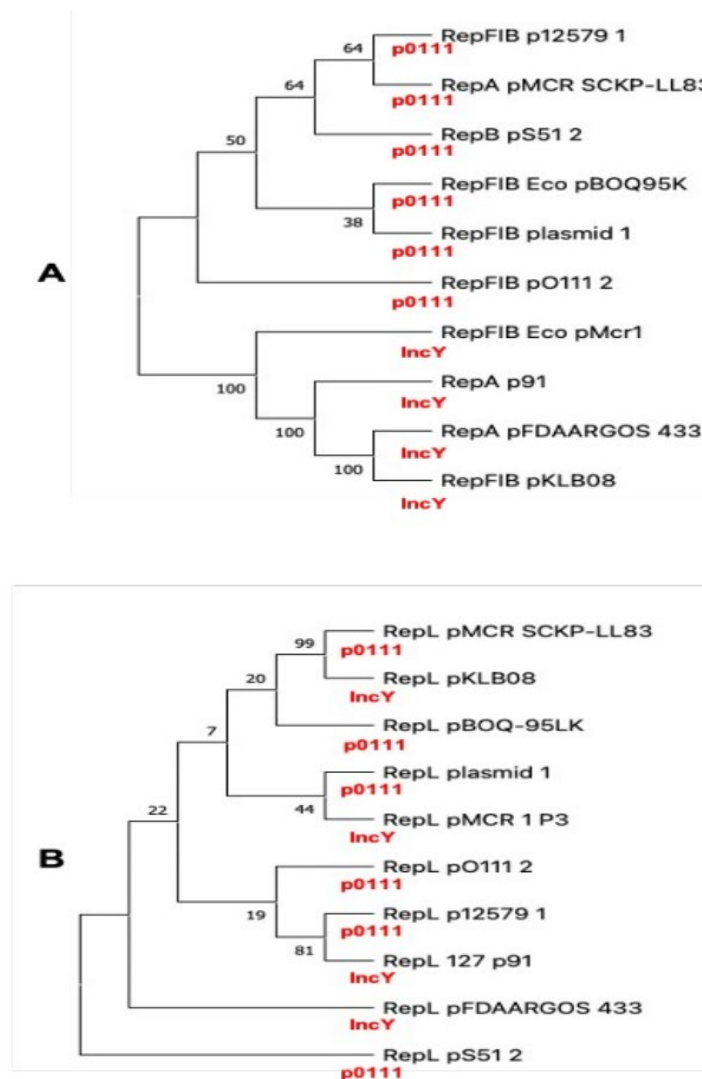 64
RepFIB p12579 1
p0111
RepA pMCR SCKP-LL83
p0111
64
RepB pS51 2
p0111
50
RepFIB Eco pBOQ95K
p0111
38
RepFIB plasmid 1
p0111
A
RepFIB pO111 2
p0111
RepFIB Eco pMcr1
IncY
100
RepA p91
IncY
100
RepA pFDAARGOS 433
IncY
100
RepFIB pKLB08
IncY
99
RepL pMCR SCKP-LL83
p0111
20
RepL pKLB08
IncY
7
RepL pBOQ-95LK
p0111
RepL plasmid 1
p0111
44
RepL pMCR 1 P3
IncY
22
B
RepL pO111 2
p0111
19
RepL p12579 1
p0111
81
RepL 127 p91
IncY
RepL pFDAARGOS 433
IncY
RepL pS51 2
p0111